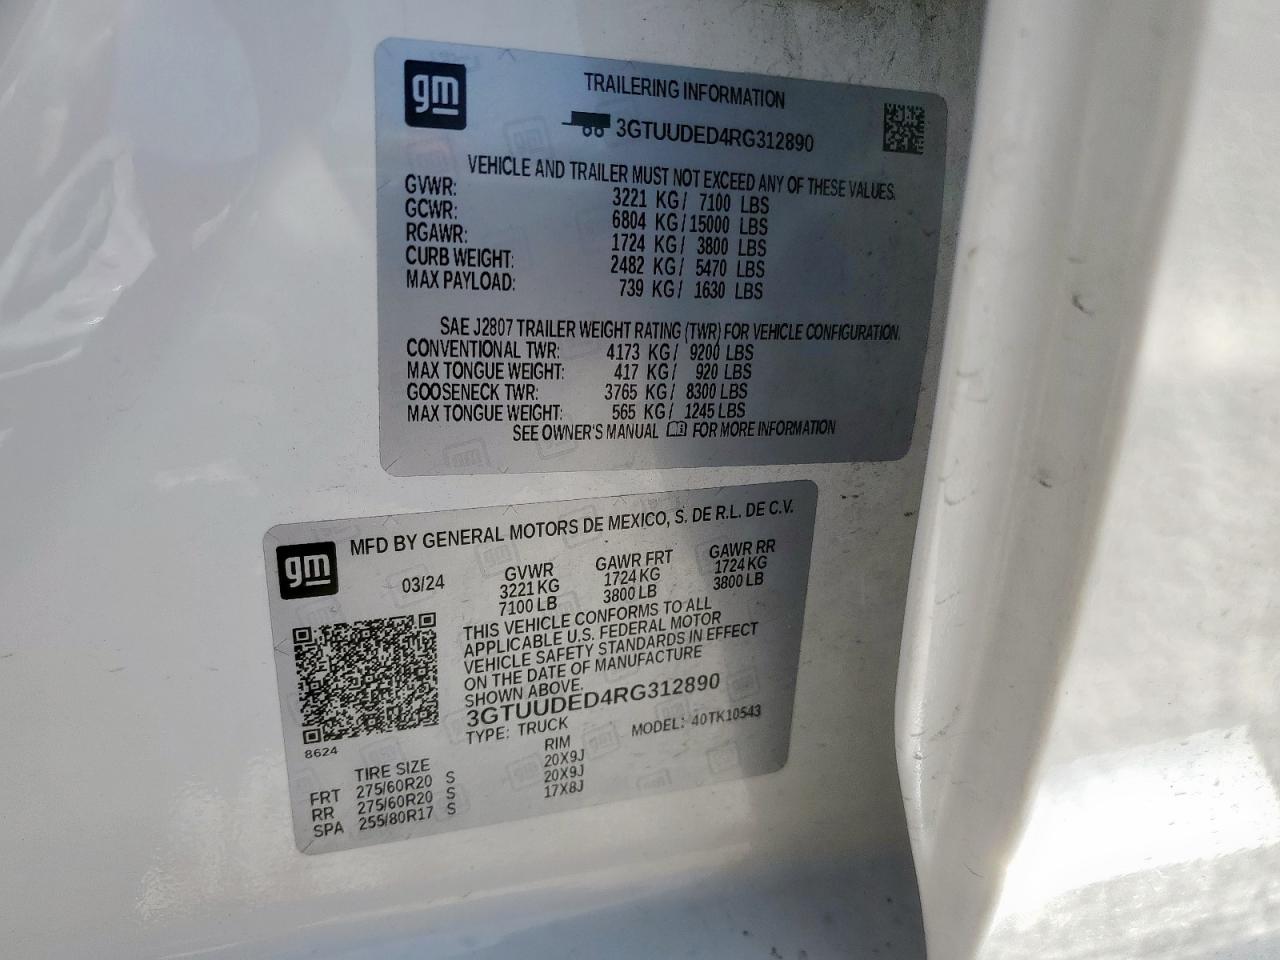 gm
TRAILERING INFORMATION
3GTUUDED4RG312890
VEHICLE AND TRAILER MUST NOT EXCEED ANY OF THESE VALUES.
GVWR: 3221 KG/ 7100 LBS
GCWR: 6804 KG/15000 LBS
RGAWR: 1724 KG/ 3800 LBS
CURB WEIGHT: 2482 KG/ 5470 LBS
MAX PAYLOAD: 739 KG/ 1630 LBS
SAE J2807 TRAILER WEIGHT RATING (TWR) FOR VEHICLE CONFIGURATION.
CONVENTIONAL TWR: 4173 KG/ 9200 LBS
MAX TONGUE WEIGHT: 417 KG/ 920 LBS
GOOSENECK TWR: 3765 KG/ 8300 LBS
MAX TONGUE WEIGHT: 565 KG/ 1245 LBS
SEE OWNER'S MANUAL FOR MORE INFORMATION
gm
MFD BY GENERAL MOTORS DE MEXICO, S. DE R.L. DE C.V.
03/24 GVWR GAWR FRT GAWR RR
3221 KG 1724 KG 1724 KG
7100 LB 3800 LB 3800 LB
THIS VEHICLE CONFORMS TO ALL
APPLICABLE U.S. FEDERAL MOTOR
VEHICLE SAFETY STANDARDS IN EFFECT
ON THE DATE OF MANUFACTURE
SHOWN ABOVE.
3GTUUDED4RG312890
TYPE: TRUCK MODEL: 40TK10543
8624
TIRE SIZE RIM
FRT 275/60R20 S 20X9J
RR 275/60R20 S 20X9J
SPA 255/80R17 S 17X8J